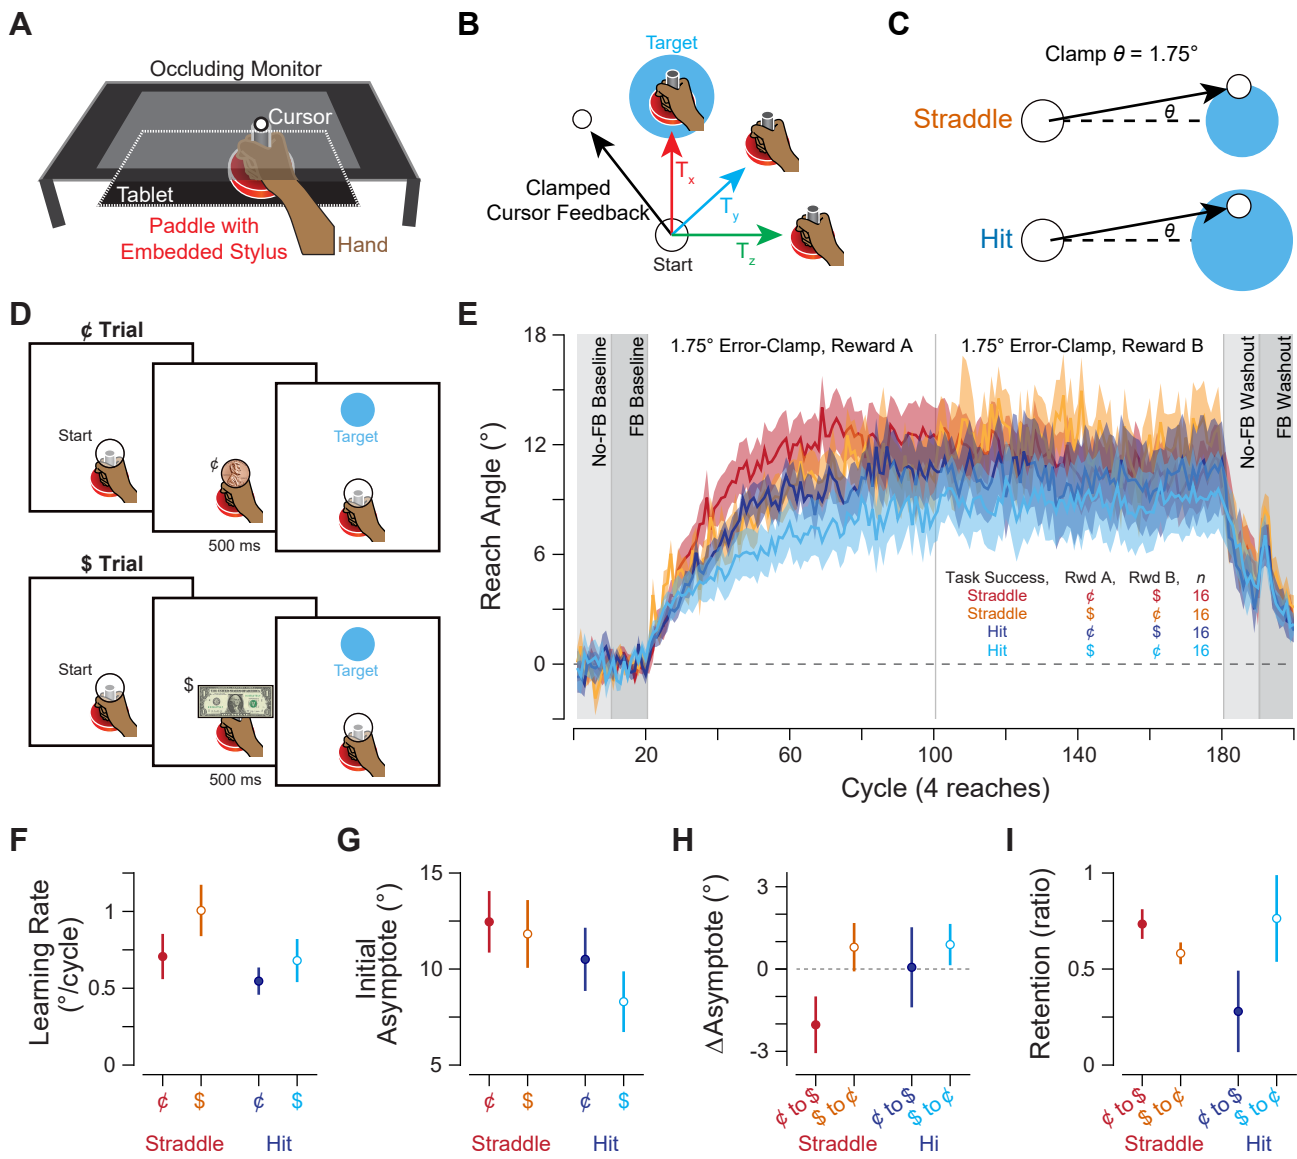 A
Occluding Monitor
Cursor
Tablet
Paddle with
Embedded Stylus
Hand
B
Target
Clamped
Cursor Feedback
Tx
Ty
Tz
Start
C
Clamp θ = 1.75°
Straddle
θ
Hit
θ
D
¢ Trial
Start
¢
Target
500 ms
$ Trial
Start
$
Target
500 ms
E
18
12
6
0
Reach Angle (°)
No-FB Baseline
FB Baseline
1.75° Error-Clamp, Reward A
1.75° Error-Clamp, Reward B
No-FB Washout
FB Washout
Task Success, Rwd A, Rwd B, n
Straddle ¢ $ 16
Straddle $ ¢ 16
Hit ¢ $ 16
Hit $ ¢ 16
20 60 100 140 180
Cycle (4 reaches)
F
Learning Rate
(°/cycle)
1
0.5
0
¢ $ ¢ $
Straddle Hit
G
Initial
Asymptote (°)
15
10
5
¢ $ ¢ $
Straddle Hit
H
ΔAsymptote (°)
3
0
-3
¢ to $ $ to ¢ ¢ to $ $ to ¢
Straddle Hi
I
Retention (ratio)
1
0.5
0
¢ to $ $ to ¢ ¢ to $ $ to ¢
Straddle Hit